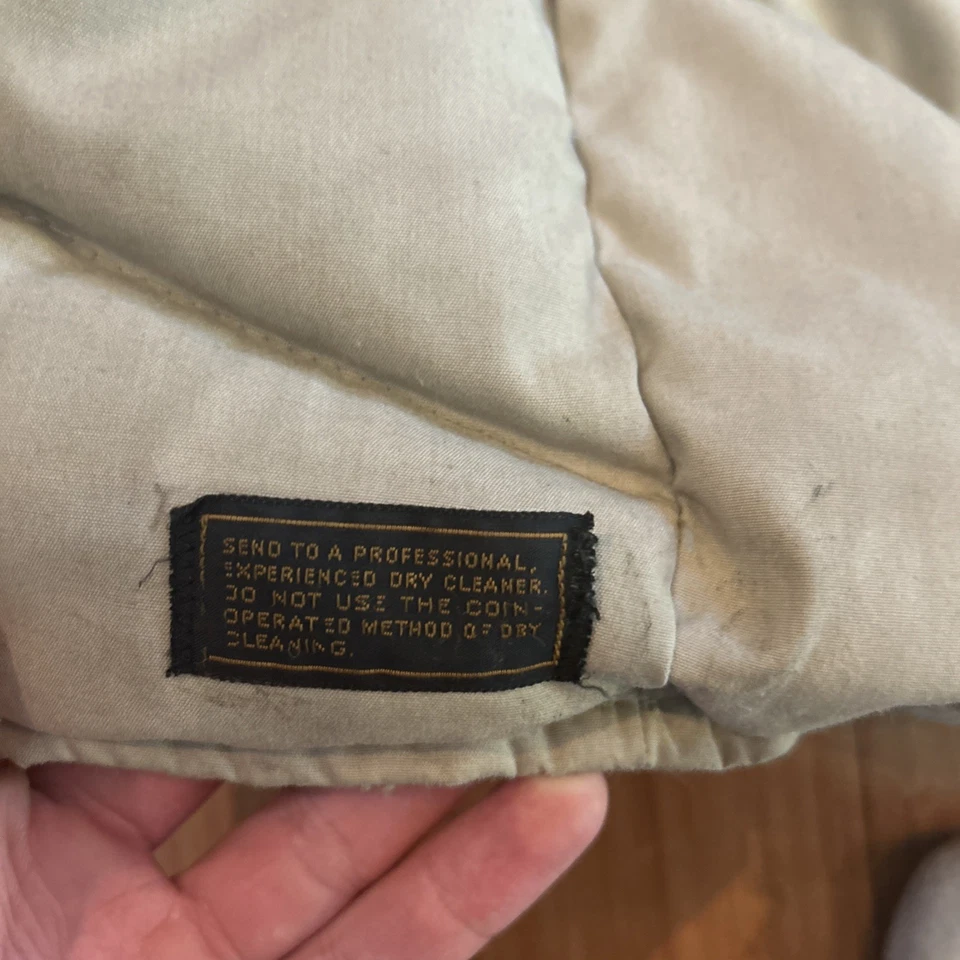 SEND TO A PROFESSIONAL,
EXPERIENCED DRY CLEANER.
DO NOT USE THE COIN-
OPERATED METHOD OF DRY
CLEANING.